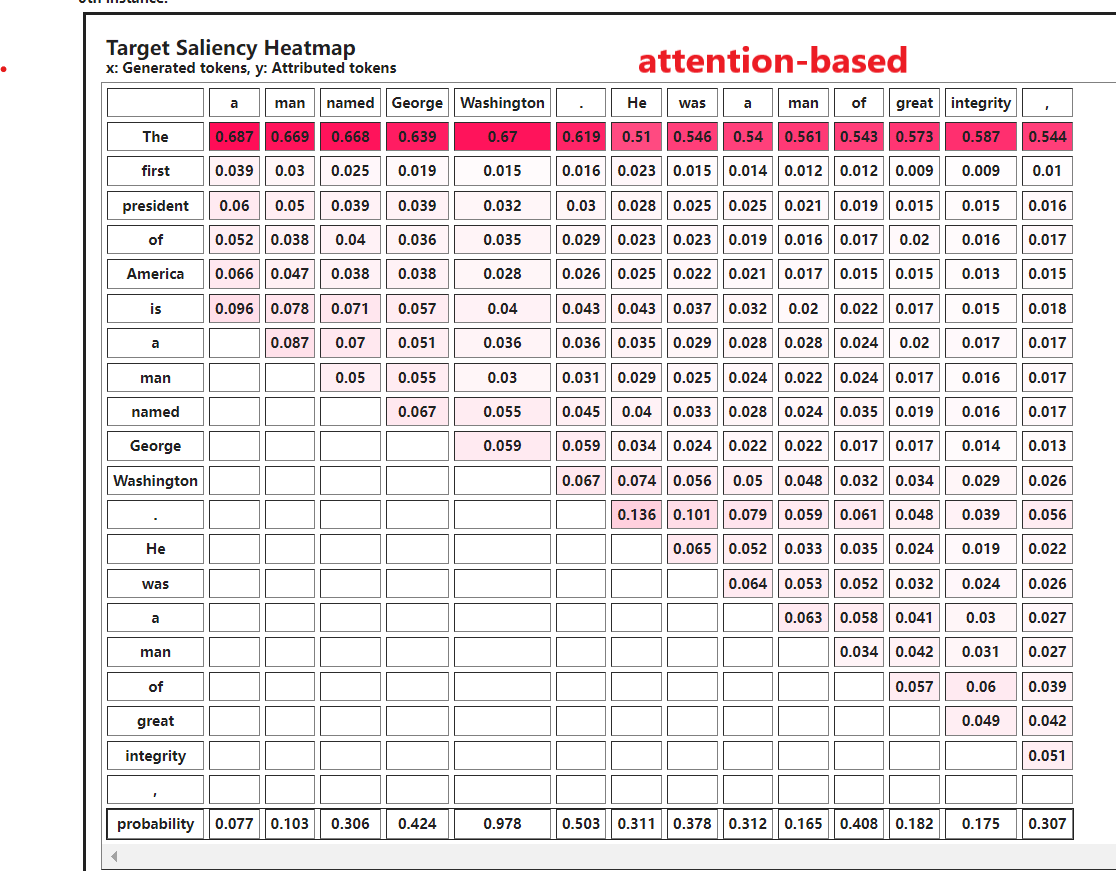 Target Saliency Heatmap
x: Generated tokens, y: Attributed tokens
attention-based
a man named George Washington . He was a man of great integrity ,
The 0.687 0.669 0.668 0.639 0.67 0.619 0.51 0.546 0.54 0.561 0.543 0.573 0.587 0.544
first 0.039 0.03 0.025 0.019 0.015 0.016 0.023 0.015 0.014 0.012 0.012 0.009 0.009 0.01
president 0.06 0.05 0.039 0.039 0.032 0.03 0.028 0.025 0.025 0.021 0.019 0.015 0.015 0.016
of 0.052 0.038 0.04 0.036 0.035 0.029 0.023 0.023 0.019 0.016 0.017 0.02 0.016 0.017
America 0.066 0.047 0.038 0.038 0.028 0.026 0.025 0.022 0.021 0.017 0.015 0.015 0.013 0.015
is 0.096 0.078 0.071 0.057 0.04 0.043 0.043 0.037 0.032 0.02 0.022 0.017 0.015 0.018
a 0.087 0.07 0.051 0.036 0.036 0.035 0.029 0.028 0.028 0.024 0.02 0.017 0.017
man 0.05 0.055 0.03 0.031 0.029 0.025 0.024 0.022 0.024 0.017 0.016 0.017
named 0.067 0.055 0.045 0.04 0.033 0.028 0.024 0.035 0.019 0.016 0.017
George 0.059 0.059 0.034 0.024 0.022 0.022 0.017 0.017 0.014 0.013
Washington 0.067 0.074 0.056 0.05 0.048 0.032 0.034 0.029 0.026
. 0.136 0.101 0.079 0.059 0.061 0.048 0.039 0.056
He 0.065 0.052 0.033 0.035 0.024 0.019 0.022
was 0.064 0.053 0.052 0.032 0.024 0.026
a 0.063 0.058 0.041 0.03 0.027
man 0.034 0.042 0.031 0.027
of 0.057 0.06 0.039
great 0.049 0.042
integrity 0.051
,
probability 0.077 0.103 0.306 0.424 0.978 0.503 0.311 0.378 0.312 0.165 0.408 0.182 0.175 0.307